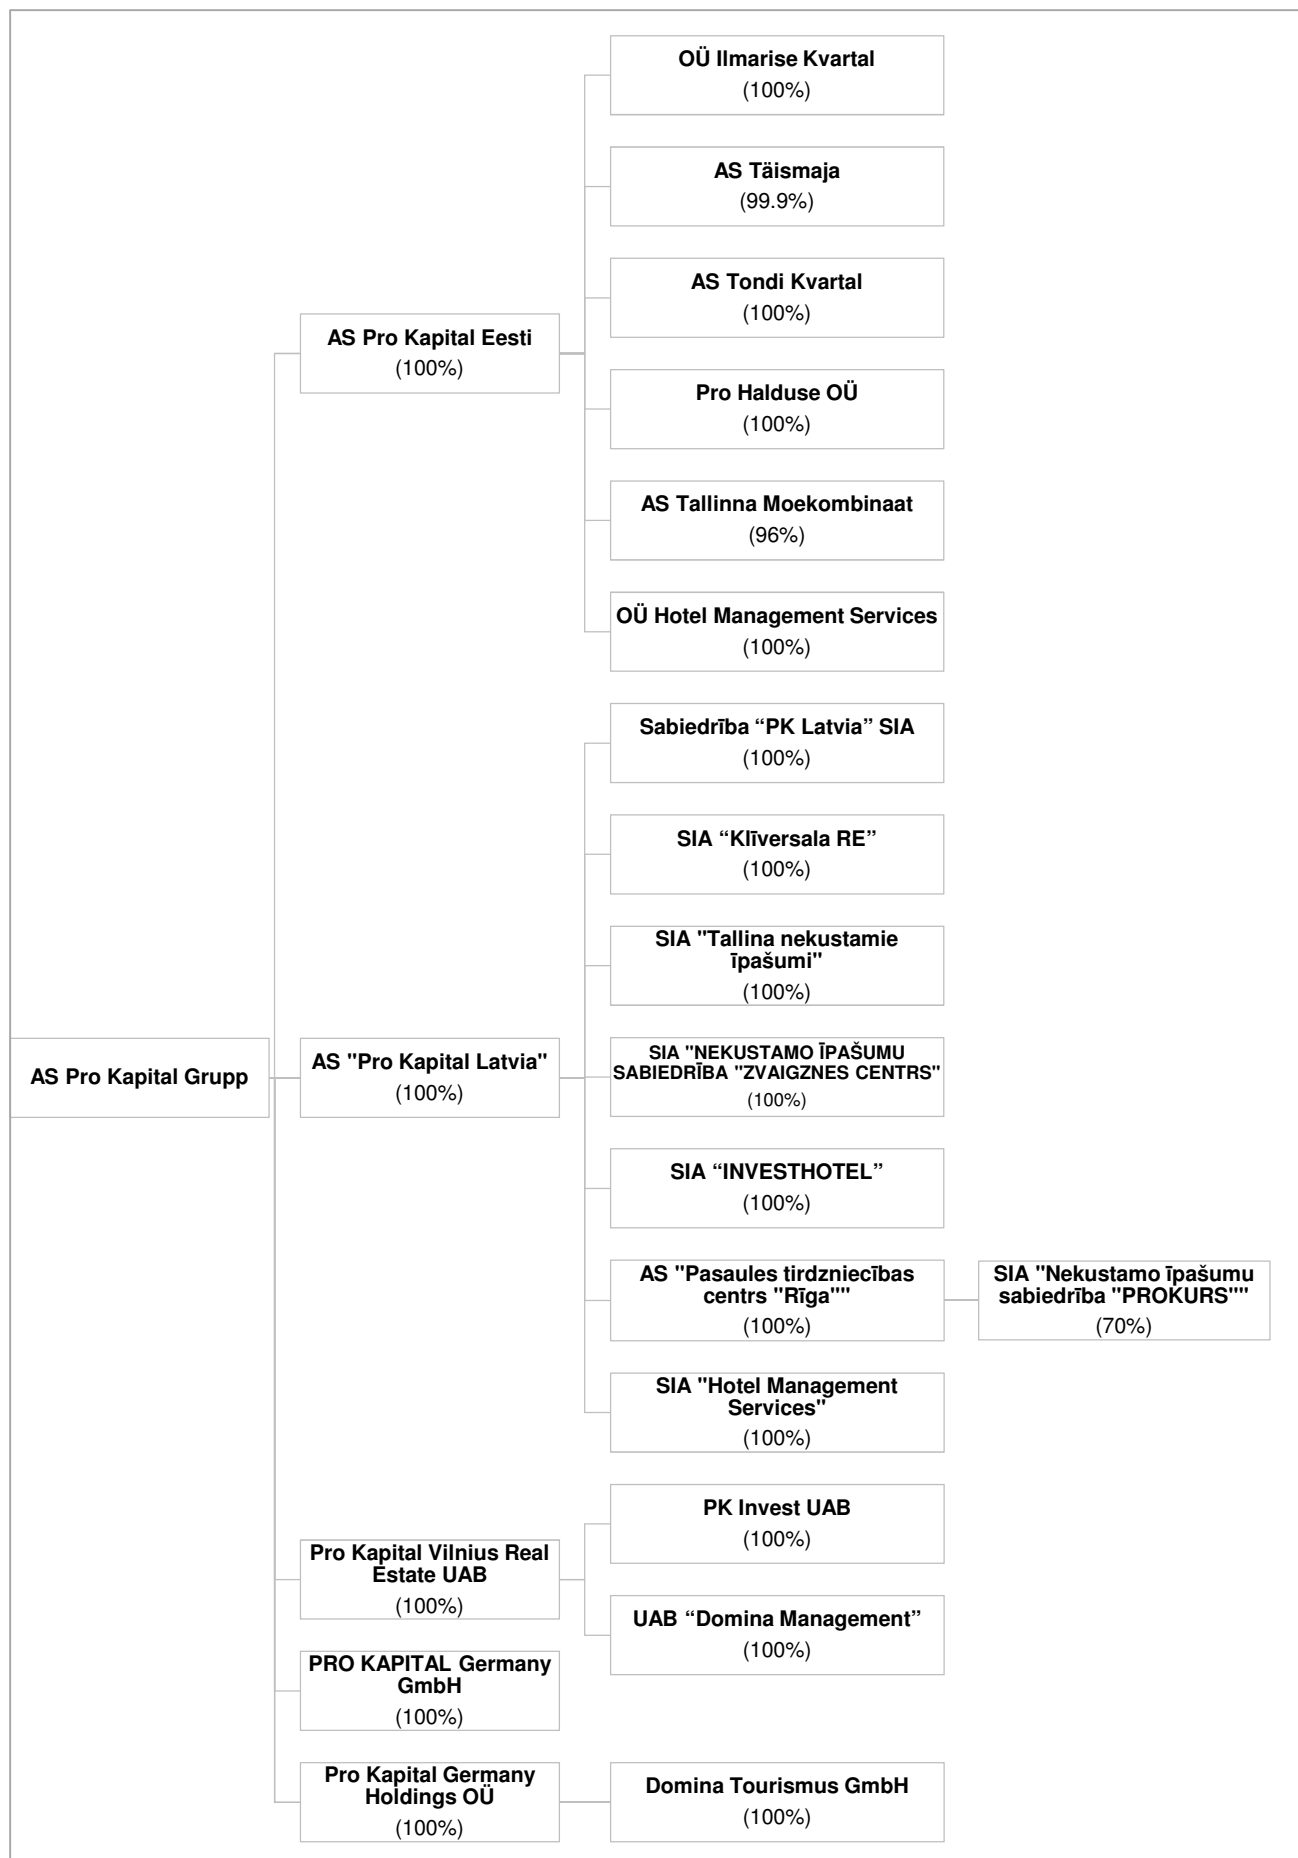 OÜ Ilmarise Kvartal
(100%)
AS Täismaja
(99.9%)
AS Tondi Kvartal
(100%)
AS Pro Kapital Eesti
(100%)
Pro Halduse OÜ
(100%)
AS Tallinna Moekombinaat
(96%)
OÜ Hotel Management Services
(100%)
Sabiedrība “PK Latvia” SIA
(100%)
SIA “Klīversala RE”
(100%)
SIA "Tallina nekustamie
īpašumi"
(100%)
AS Pro Kapital Grupp
AS "Pro Kapital Latvia"
(100%)
SIA "NEKUSTAMO ĪPAŠUMU
SABIEDRĪBA "ZVAIGZNES CENTRS"
(100%)
SIA “INVESTHOTEL”
(100%)
AS "Pasaules tirdzniecības
centrs "Rīga""
(100%)
SIA "Nekustamo īpašumu
sabiedrība "PROKURS""
(70%)
SIA "Hotel Management
Services"
(100%)
PK Invest UAB
(100%)
Pro Kapital Vilnius Real
Estate UAB
(100%)
UAB “Domina Management”
(100%)
PRO KAPITAL Germany
GmbH
(100%)
Pro Kapital Germany
Holdings OÜ
(100%)
Domina Tourismus GmbH
(100%)